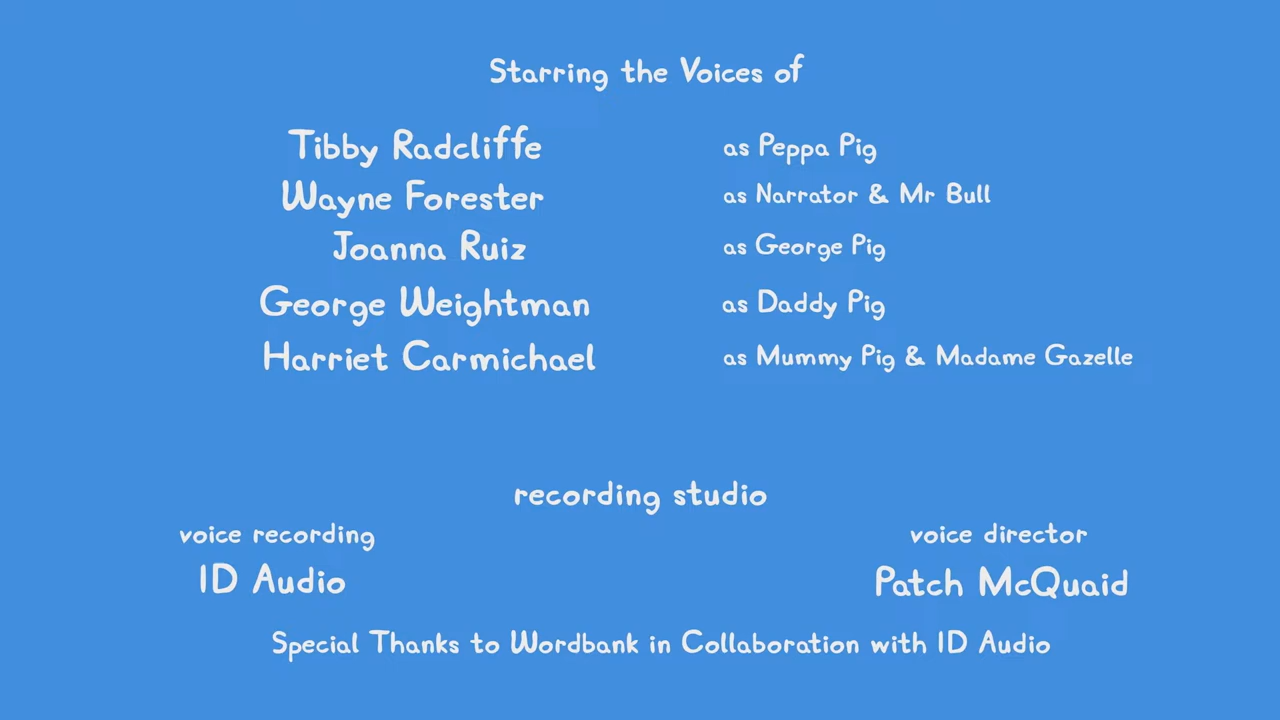 Starring the Voices of
Tibby Radcliffe as Peppa Pig
Wayne Forester as Narrator & Mr Bull
Joanna Ruiz as George Pig
George Weightman as Daddy Pig
Harriet Carmichael as Mummy Pig & Madame Gazelle
recording studio
voice recording voice director
ID Audio Patch McQuaid
Special Thanks to Wordbank in Collaboration with ID Audio